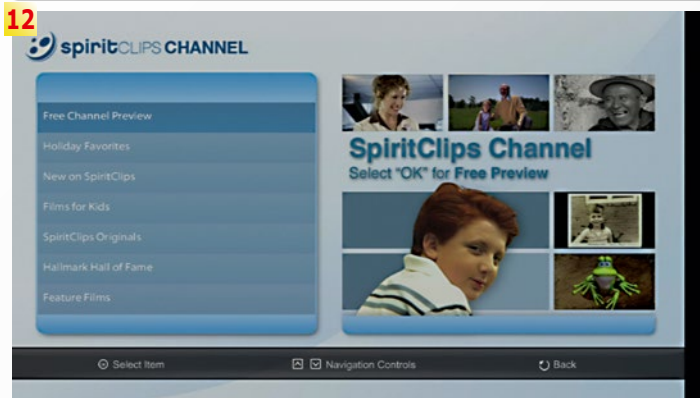 12
spiritCLIPS CHANNEL
Free Channel Preview
Holiday Favorites
New on SpiritClips
Films for Kids
SpiritClips Originals
Hallmark Hall of Fame
Feature Films
SpiritClips Channel
Select "OK" for Free Preview
Select Item
Navigation Controls
Back